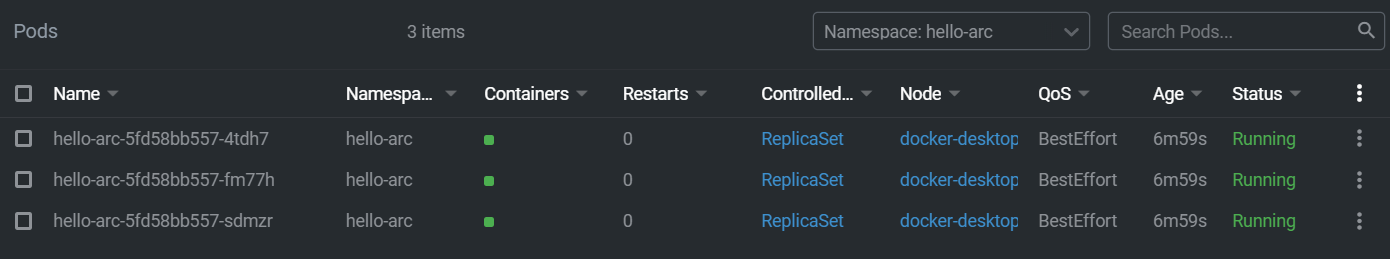 Pods 3 items Namespace: hello-arc Search Pods...
Name Namespa... Containers Restarts Controlled... Node QoS Age Status
hello-arc-5fd58bb557-4tdh7 hello-arc 0 ReplicaSet docker-desktop BestEffort 6m59s Running
hello-arc-5fd58bb557-fm77h hello-arc 0 ReplicaSet docker-desktop BestEffort 6m59s Running
hello-arc-5fd58bb557-sdmzr hello-arc 0 ReplicaSet docker-desktop BestEffort 6m59s Running